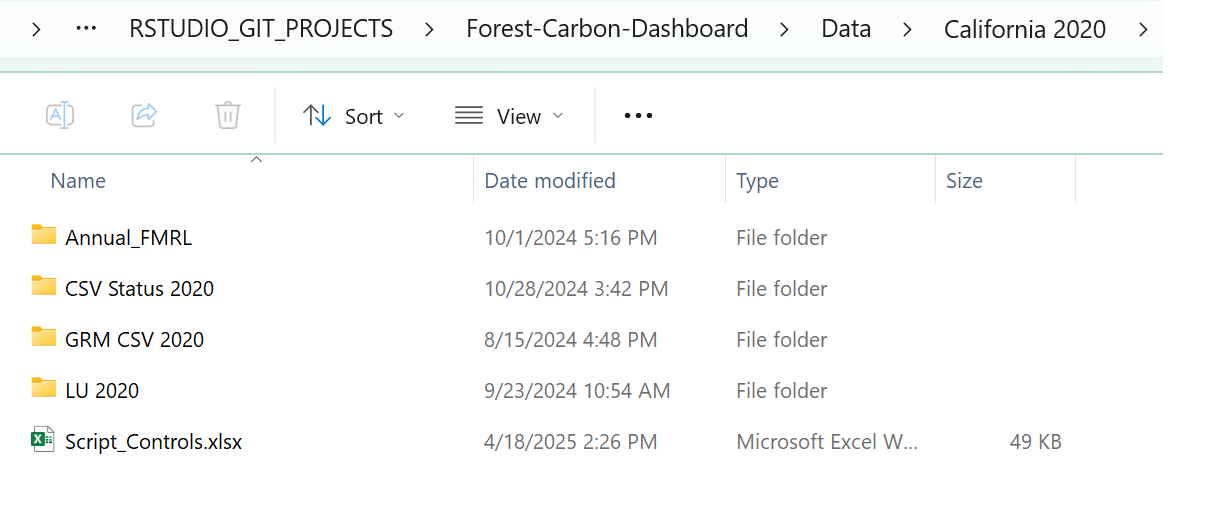 RSTUDIO_GIT_PROJECTS > Forest-Carbon-Dashboard > Data > California 2020 >
Sort View
Name Date modified Type Size
Annual_FMRL 10/1/2024 5:16 PM File folder
CSV Status 2020 10/28/2024 3:42 PM File folder
GRM CSV 2020 8/15/2024 4:48 PM File folder
LU 2020 9/23/2024 10:54 AM File folder
Script_Controls.xlsx 4/18/2025 2:26 PM Microsoft Excel W... 49 KB